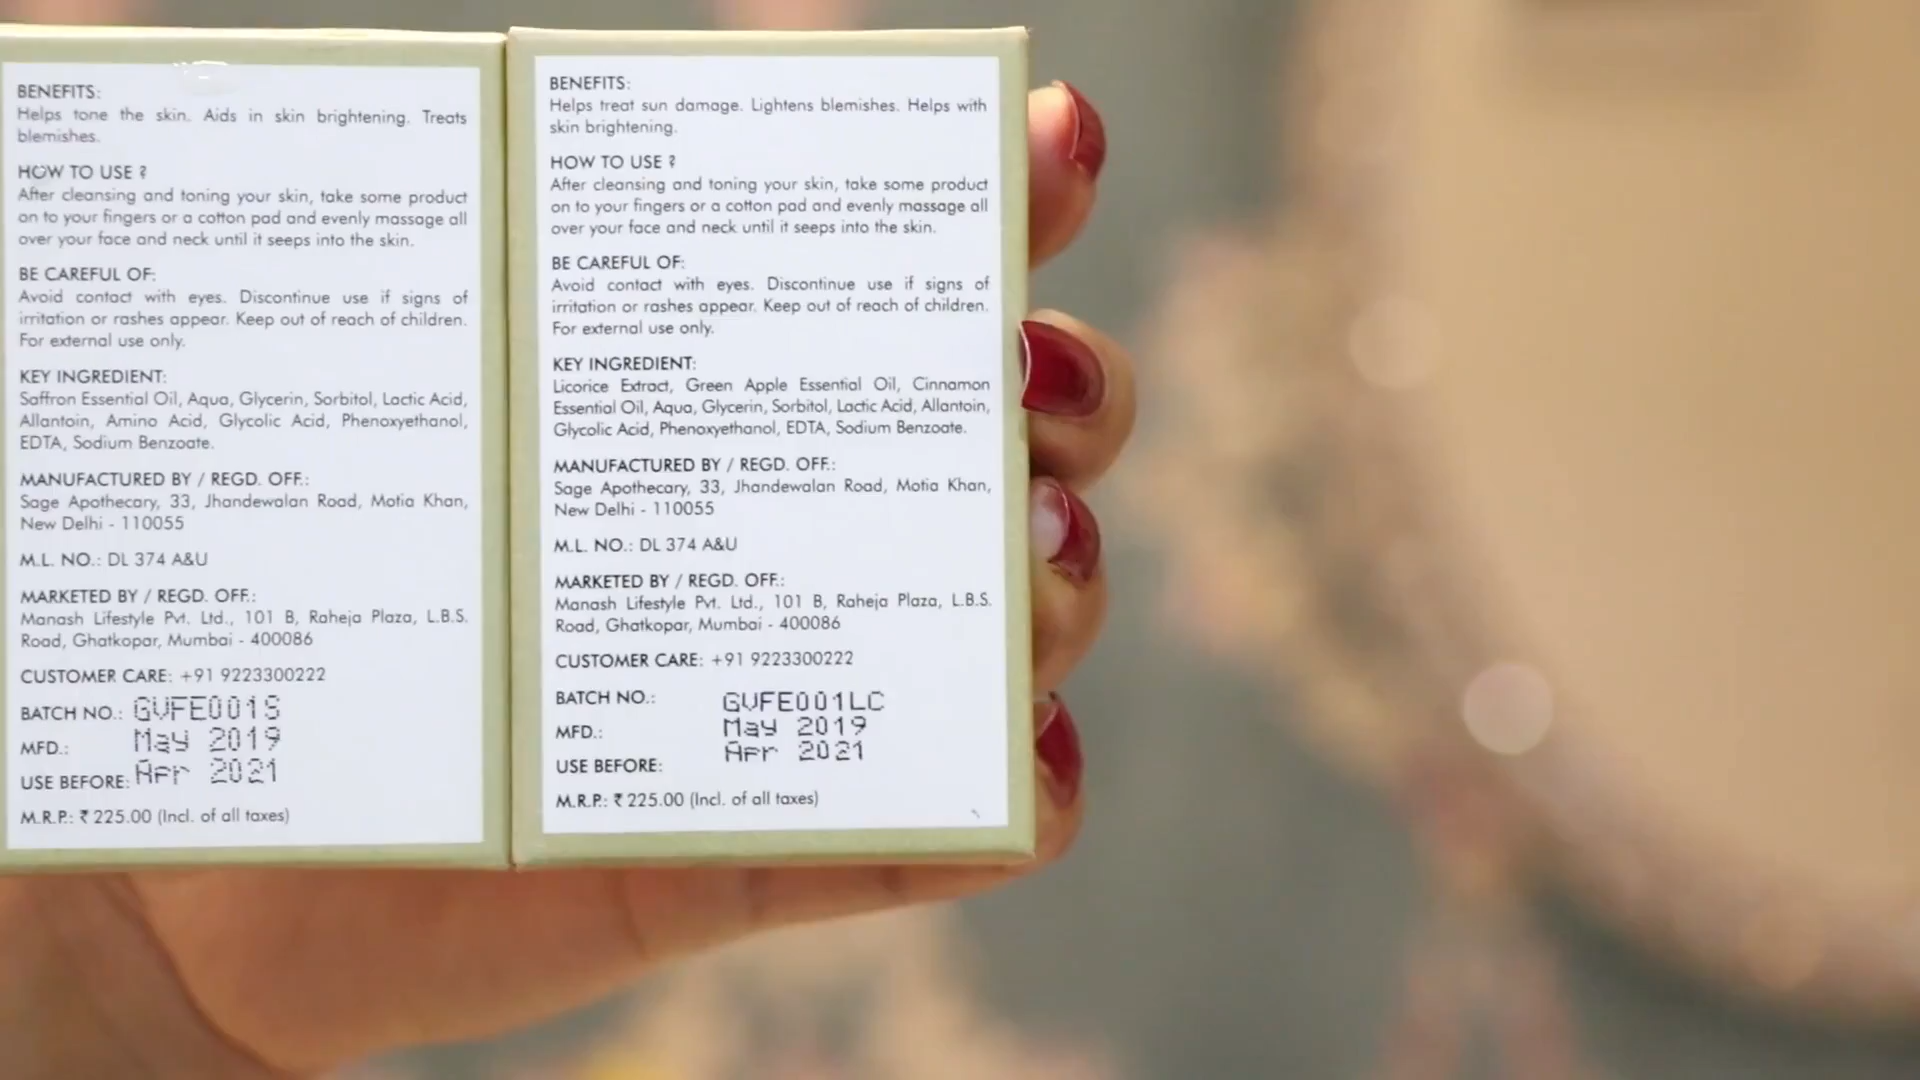 BENEFITS:
Helps tone the skin. Aids in skin brightening. Treats
blemishes.
HOW TO USE ?
After cleansing and toning your skin, take some product
on to your fingers or a cotton pad and evenly massage all
over your face and neck until it seeps into the skin.
BE CAREFUL OF:
Avoid contact with eyes. Discontinue use if signs of
irritation or rashes appear. Keep out of reach of children.
For external use only.
KEY INGREDIENT:
Saffron Essential Oil, Aqua, Glycerin, Sorbitol, Lactic Acid,
Allantoin, Amino Acid, Glycolic Acid, Phenoxyethanol,
EDTA, Sodium Benzoate.
MANUFACTURED BY / REGD. OFF.:
Sage Apothecary, 33, Jhandewalan Road, Motia Khan,
New Delhi - 110055
M.L. NO.: DL 374 A&U
MARKETED BY / REGD. OFF.:
Manash Lifestyle Pvt. Ltd., 101 B, Raheja Plaza, L.B.S.
Road, Ghatkopar, Mumbai - 400086
CUSTOMER CARE: +91 9223300222
BATCH NO.: GVFE001S
MFD.: May 2019
USE BEFORE: Apr 2021
M.R.P.: ₹ 225.00 (Incl. of all taxes)
BENEFITS:
Helps treat sun damage. Lightens blemishes. Helps with
skin brightening.
HOW TO USE ?
After cleansing and toning your skin, take some product
on to your fingers or a cotton pad and evenly massage all
over your face and neck until it seeps into the skin.
BE CAREFUL OF:
Avoid contact with eyes. Discontinue use if signs of
irritation or rashes appear. Keep out of reach of children.
For external use only.
KEY INGREDIENT:
Licorice Extract, Green Apple Essential Oil, Cinnamon
Essential Oil, Aqua, Glycerin, Sorbitol, Lactic Acid, Allantoin,
Glycolic Acid, Phenoxyethanol, EDTA, Sodium Benzoate.
MANUFACTURED BY / REGD. OFF.:
Sage Apothecary, 33, Jhandewalan Road, Motia Khan,
New Delhi - 110055
M.L. NO.: DL 374 A&U
MARKETED BY / REGD. OFF.:
Manash Lifestyle Pvt. Ltd., 101 B, Raheja Plaza, L.B.S.
Road, Ghatkopar, Mumbai - 400086
CUSTOMER CARE: +91 9223300222
BATCH NO.: GVFE001LC
MFD.: May 2019
USE BEFORE: Apr 2021
M.R.P.: ₹ 225.00 (Incl. of all taxes)